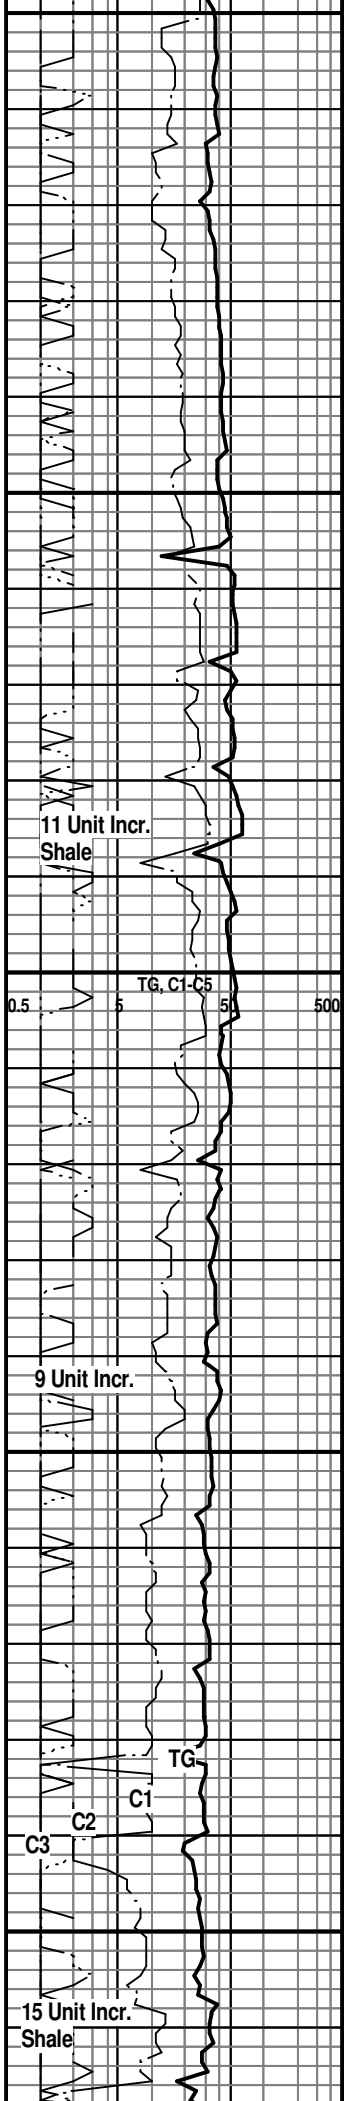 11 Unit Incr.
Shale
TG, C1-C5
0.5 5 50 500
9 Unit Incr.
TG
C1
C2
C3
15 Unit Incr.
Shale